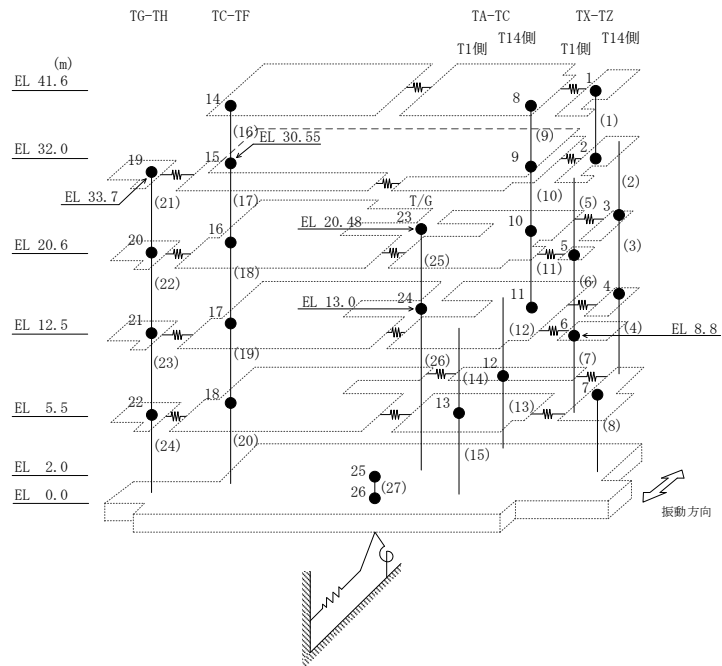 TG-TH TC-TF TA-TC TX-TZ
T1側 T14側 T1側 T14側
(m)
EL 41.6
14 8 1
(16) EL 30.55 (9) (1)
EL 32.0
19 15 9 2
EL 33.7 (21) (17) (10) (2)
T/G
16 EL 20.48 23 10 (5) 3
20 (25) (11) 5 (3)
EL 20.6
(22) (18)
EL 13.0 24 11 (6) 4
21 17 (12) 6 (4) EL 8.8
EL 12.5
(23) (19) (26) 12 (7)
(14) 7
22 18 13 (13)
EL 5.5
(24) (20) (15) (8)
EL 2.0
25
EL 0.0
26 (27)
振動方向